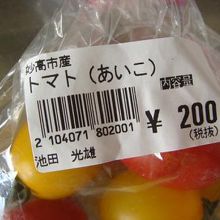 妙高市産
トマト（あいこ）
内容量
2 104071 802001
¥ 200
(税抜)
池田 光雄